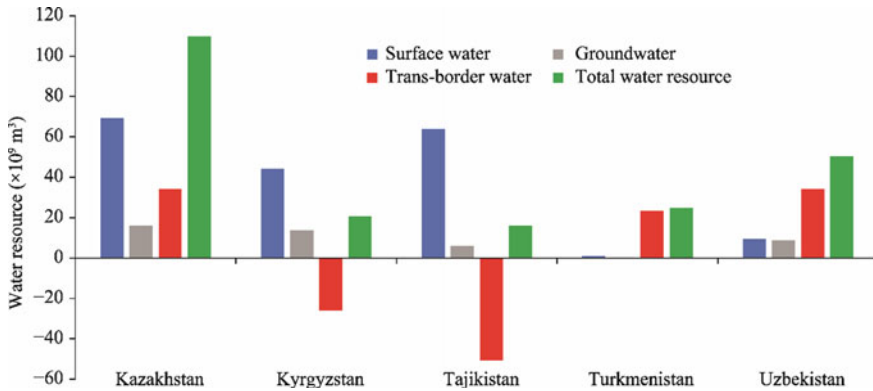 120
100
80
60
40
20
0
−20
−40
−60
Water resource (×10⁹ m³)
Surface water
Groundwater
Trans-border water
Total water resource
Kazakhstan
Kyrgyzstan
Tajikistan
Turkmenistan
Uzbekistan